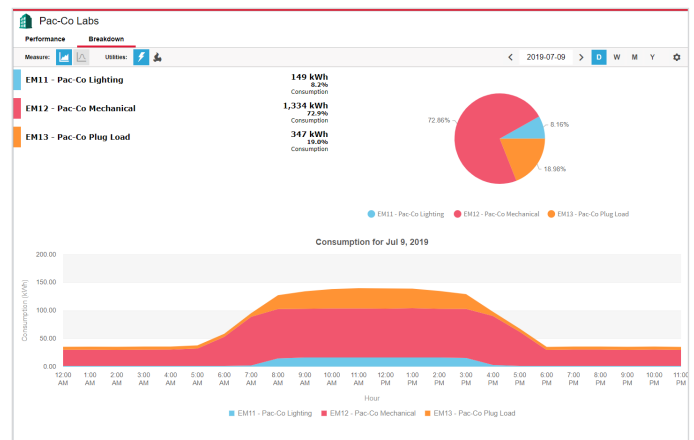 Pac-Co Labs
Performance Breakdown
Measure: Utilities: 2019-07-09 D W M Y
EM11 - Pac-Co Lighting 149 kWh
8.2%
Consumption
EM12 - Pac-Co Mechanical 1,334 kWh
72.9%
Consumption
EM13 - Pac-Co Plug Load 347 kWh
19.0%
Consumption
72.86% 8.16%
18.98%
EM11 - Pac-Co Lighting EM12 - Pac-Co Mechanical EM13 - Pac-Co Plug Load
Consumption for Jul 9, 2019
Consumption [kWh]
200.00
150.00
100.00
50.00
0.00
12:00 AM 1:00 AM 2:00 AM 3:00 AM 4:00 AM 5:00 AM 6:00 AM 7:00 AM 8:00 AM 9:00 AM 10:00 AM 11:00 AM 12:00 PM 1:00 PM 2:00 PM 3:00 PM 4:00 PM 5:00 PM 6:00 PM 7:00 PM 8:00 PM 9:00 PM 10:00 PM 11:00 PM
Hour
EM11 - Pac-Co Lighting EM12 - Pac-Co Mechanical EM13 - Pac-Co Plug Load